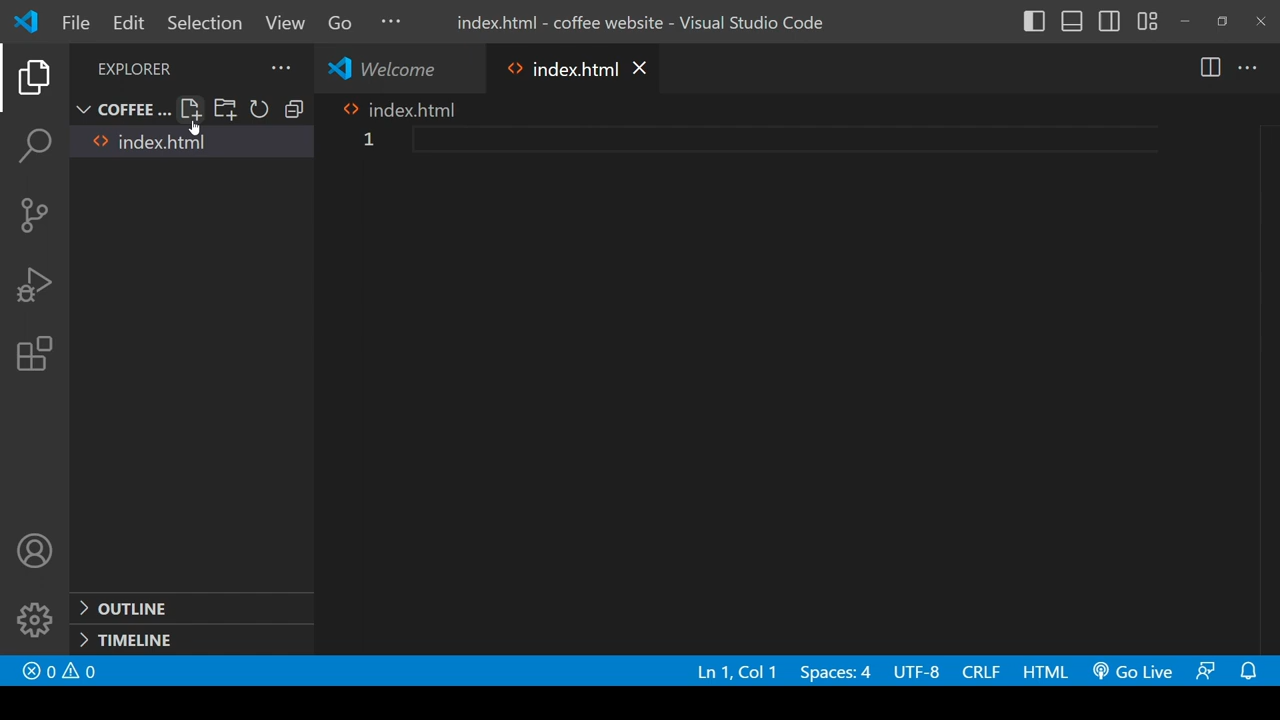 File Edit Selection View Go ··· index.html - coffee website - Visual Studio Code
EXPLORER ···
Welcome
index.html
COFFEE ...
index.html
index.html
1
OUTLINE
TIMELINE
0 0
Ln 1, Col 1 Spaces: 4 UTF-8 CRLF HTML Go Live